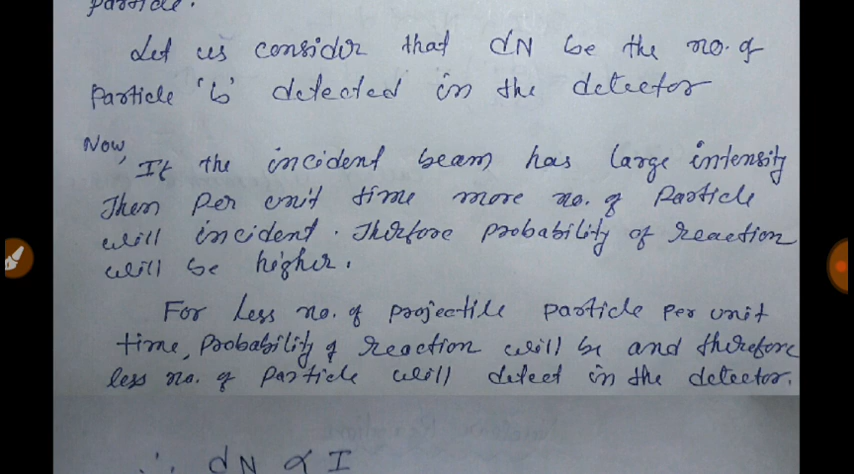 particle.
Let us consider that dN be the no. of
Particle 'b' detected in the detector
Now,
If the incident beam has large intensity
Then per unit time more no. of Particle
will incident. Therfore probability of reaction
will be higher.
For less no. of projectile particle per unit
time, Probability of reaction will be and therefore
less no. of Particle will detect in the detector.
∴ dN ∝ I